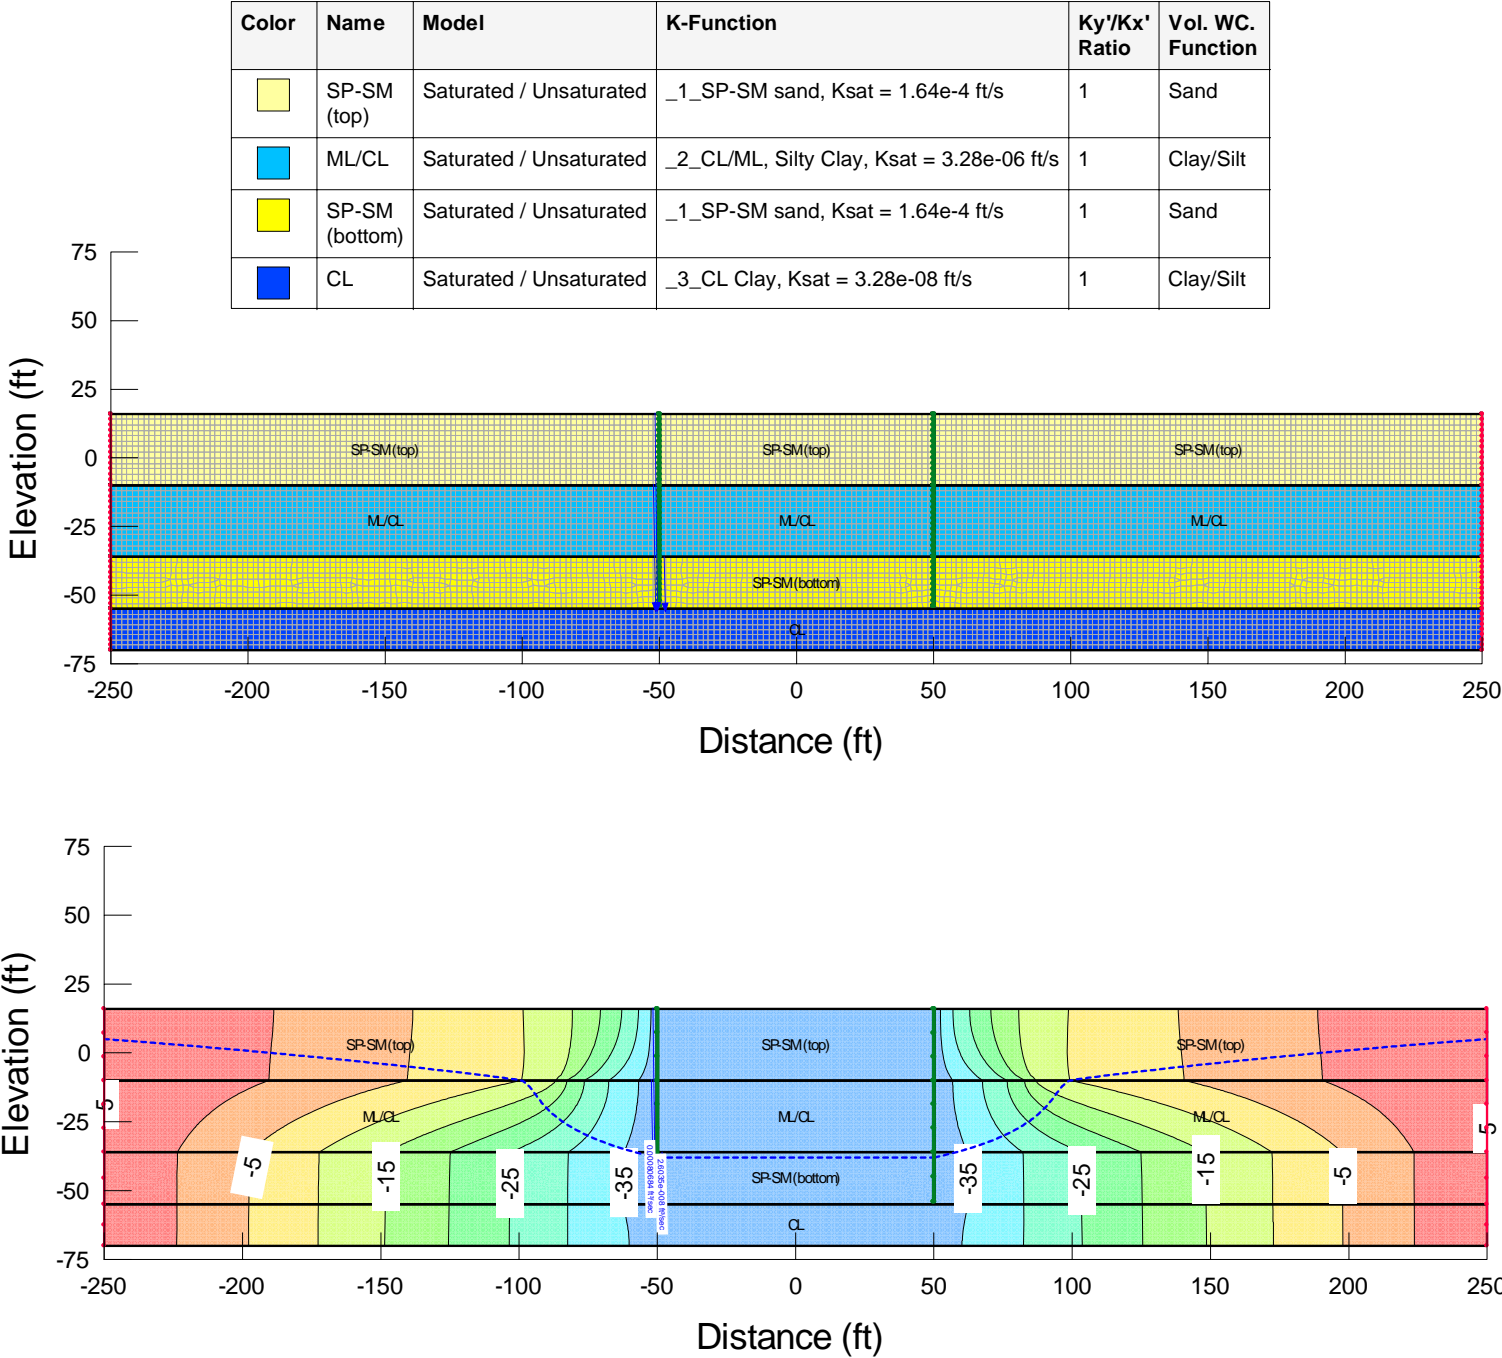 Color Name Model K-Function Ky'/Kx' Ratio Vol. WC. Function
SP-SM (top) Saturated / Unsaturated _1_SP-SM sand, Ksat = 1.64e-4 ft/s 1 Sand
ML/CL Saturated / Unsaturated _2_CL/ML, Silty Clay, Ksat = 3.28e-06 ft/s 1 Clay/Silt
SP-SM (bottom) Saturated / Unsaturated _1_SP-SM sand, Ksat = 1.64e-4 ft/s 1 Sand
CL Saturated / Unsaturated _3_CL Clay, Ksat = 3.28e-08 ft/s 1 Clay/Silt
75
50
25
0
-25
-50
-75
Elevation (ft)
SP-SM (top) SP-SM (top) SP-SM (top)
ML/CL ML/CL ML/CL
SP-SM (bottom)
CL
-250 -200 -150 -100 -50 0 50 100 150 200 250
Distance (ft)
75
50
25
0
-25
-50
-75
Elevation (ft)
SP-SM (top) SP-SM (top) SP-SM (top)
ML/CL ML/CL ML/CL
5 5
-5 -15 -25 -35 -35 -25 -15 -5
SP-SM (bottom)
CL
-250 -200 -150 -100 -50 0 50 100 150 200 250
Distance (ft)